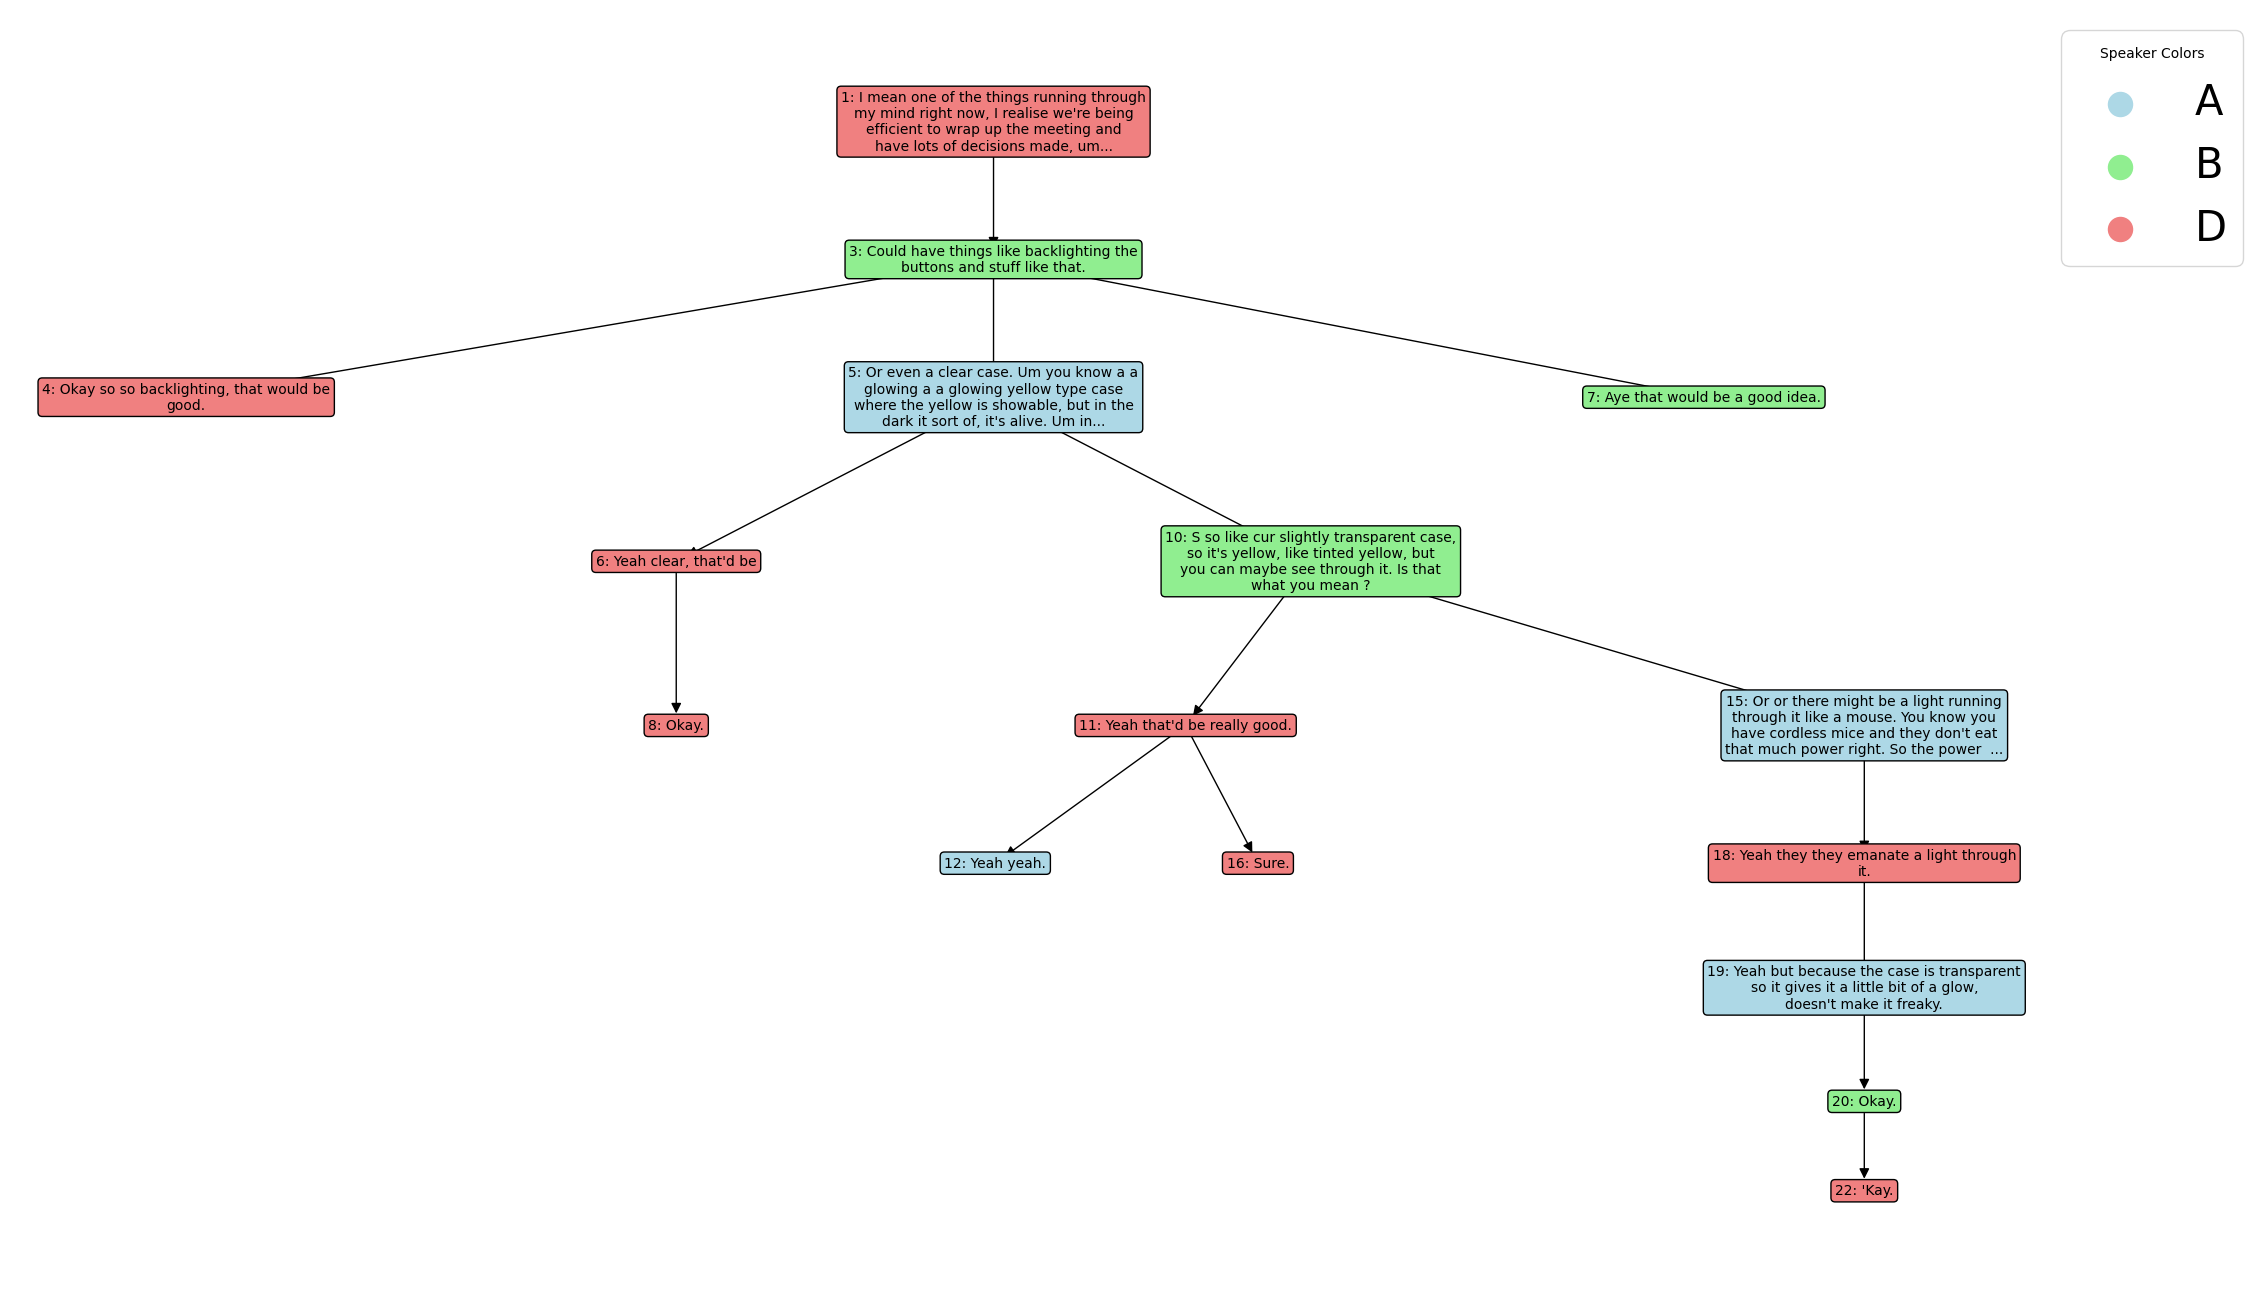 Speaker Colors
A
B
D
1: I mean one of the things running through
my mind right now, I realise we're being
efficient to wrap up the meeting and
have lots of decisions made, um...
3: Could have things like backlighting the
buttons and stuff like that.
4: Okay so so backlighting, that would be
good.
5: Or even a clear case. Um you know a a
glowing a a glowing yellow type case
where the yellow is showable, but in the
dark it sort of, it's alive. Um in...
7: Aye that would be a good idea.
6: Yeah clear, that'd be
10: S so like cur slightly transparent case,
so it's yellow, like tinted yellow, but
you can maybe see through it. Is that
what you mean ?
8: Okay.
11: Yeah that'd be really good.
15: Or or there might be a light running
through it like a mouse. You know you
have cordless mice and they don't eat
that much power right. So the power  ...
12: Yeah yeah.
16: Sure.
18: Yeah they they emanate a light through
it.
19: Yeah but because the case is transparent
so it gives it a little bit of a glow,
doesn't make it freaky.
20: Okay.
22: 'Kay.